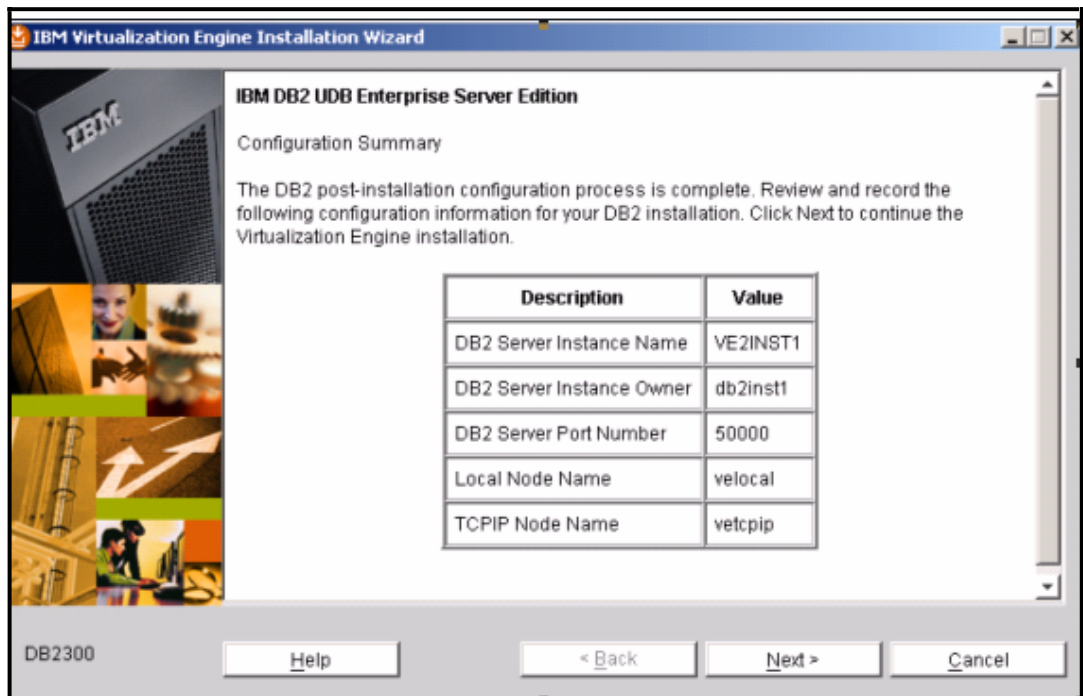 IBM Virtualization Engine Installation Wizard
IBM
IBM DB2 UDB Enterprise Server Edition
Configuration Summary
The DB2 post-installation configuration process is complete. Review and record the
following configuration information for your DB2 installation. Click Next to continue the
Virtualization Engine installation.
Description Value
DB2 Server Instance Name VE2INST1
DB2 Server Instance Owner db2inst1
DB2 Server Port Number 50000
Local Node Name velocal
TCPIP Node Name vetcpip
DB2300 Help < Back Next > Cancel